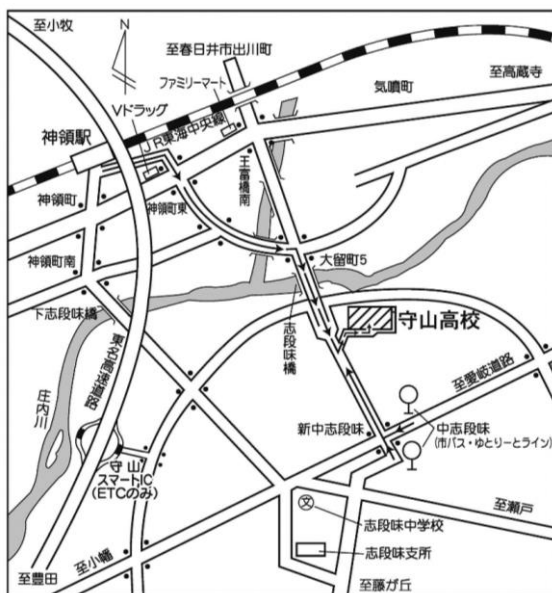 至小牧
N
至春日井市出川町
ファミリーマート
Vドラッグ
気噴町
至高蔵寺
JR東海中央線
神領駅
王富橋南
神領町
神領町東
神領町南
大留町5
下志段味橋
志段味橋
守山高校
東名高速道路
庄内川
至愛岐道路
新中志段味
中志段味
(市バス・ゆとりーとライン)
守山
スマートIC
(ETCのみ)
至瀬戸
文
志段味中学校
志段味支所
至小幡
至豊田
至藤が丘